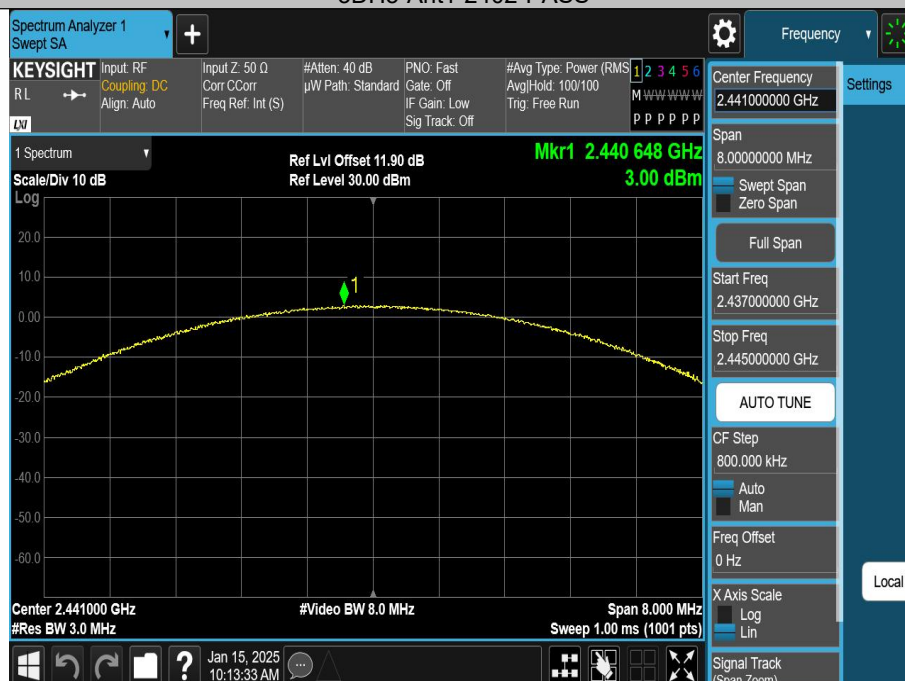 Spectrum Analyzer 1
Swept SA
Frequency
KEYSIGHT
Input: RF
Input Z: 50 Ω
#Atten: 40 dB
PNO: Fast
#Avg Type: Power (RMS
1 2 3 4 5 6
R L
Coupling: DC
Corr CCorr
µW Path: Standard
Gate: Off
Avg|Hold: 100/100
M W W W W W
Align: Auto
Freq Ref: Int (S)
IF Gain: Low
Trig: Free Run
LXI
Sig Track: Off
P P P P P P
1 Spectrum
Ref Lvl Offset 11.90 dB
Mkr1 2.440 648 GHz
Scale/Div 10 dB
Ref Level 30.00 dBm
3.00 dBm
Log
20.0
10.0
1
0.00
-10.0
-20.0
-30.0
-40.0
-50.0
-60.0
Center 2.441000 GHz
#Video BW 8.0 MHz
Span 8.000 MHz
#Res BW 3.0 MHz
Sweep 1.00 ms (1001 pts)
Jan 15, 2025
10:13:33 AM
Center Frequency
2.441000000 GHz
Settings
Span
8.00000000 MHz
Swept Span
Zero Span
Full Span
Start Freq
2.437000000 GHz
Stop Freq
2.445000000 GHz
AUTO TUNE
CF Step
800.000 kHz
Auto
Man
Freq Offset
0 Hz
Local
X Axis Scale
Log
Lin
Signal Track
(Span Zoom)